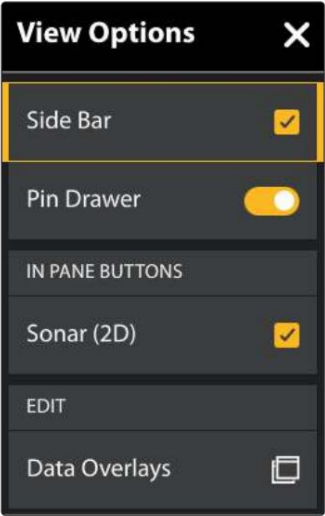 View Options
Side Bar
Pin Drawer
IN PANE BUTTONS
Sonar (2D)
EDIT
Data Overlays